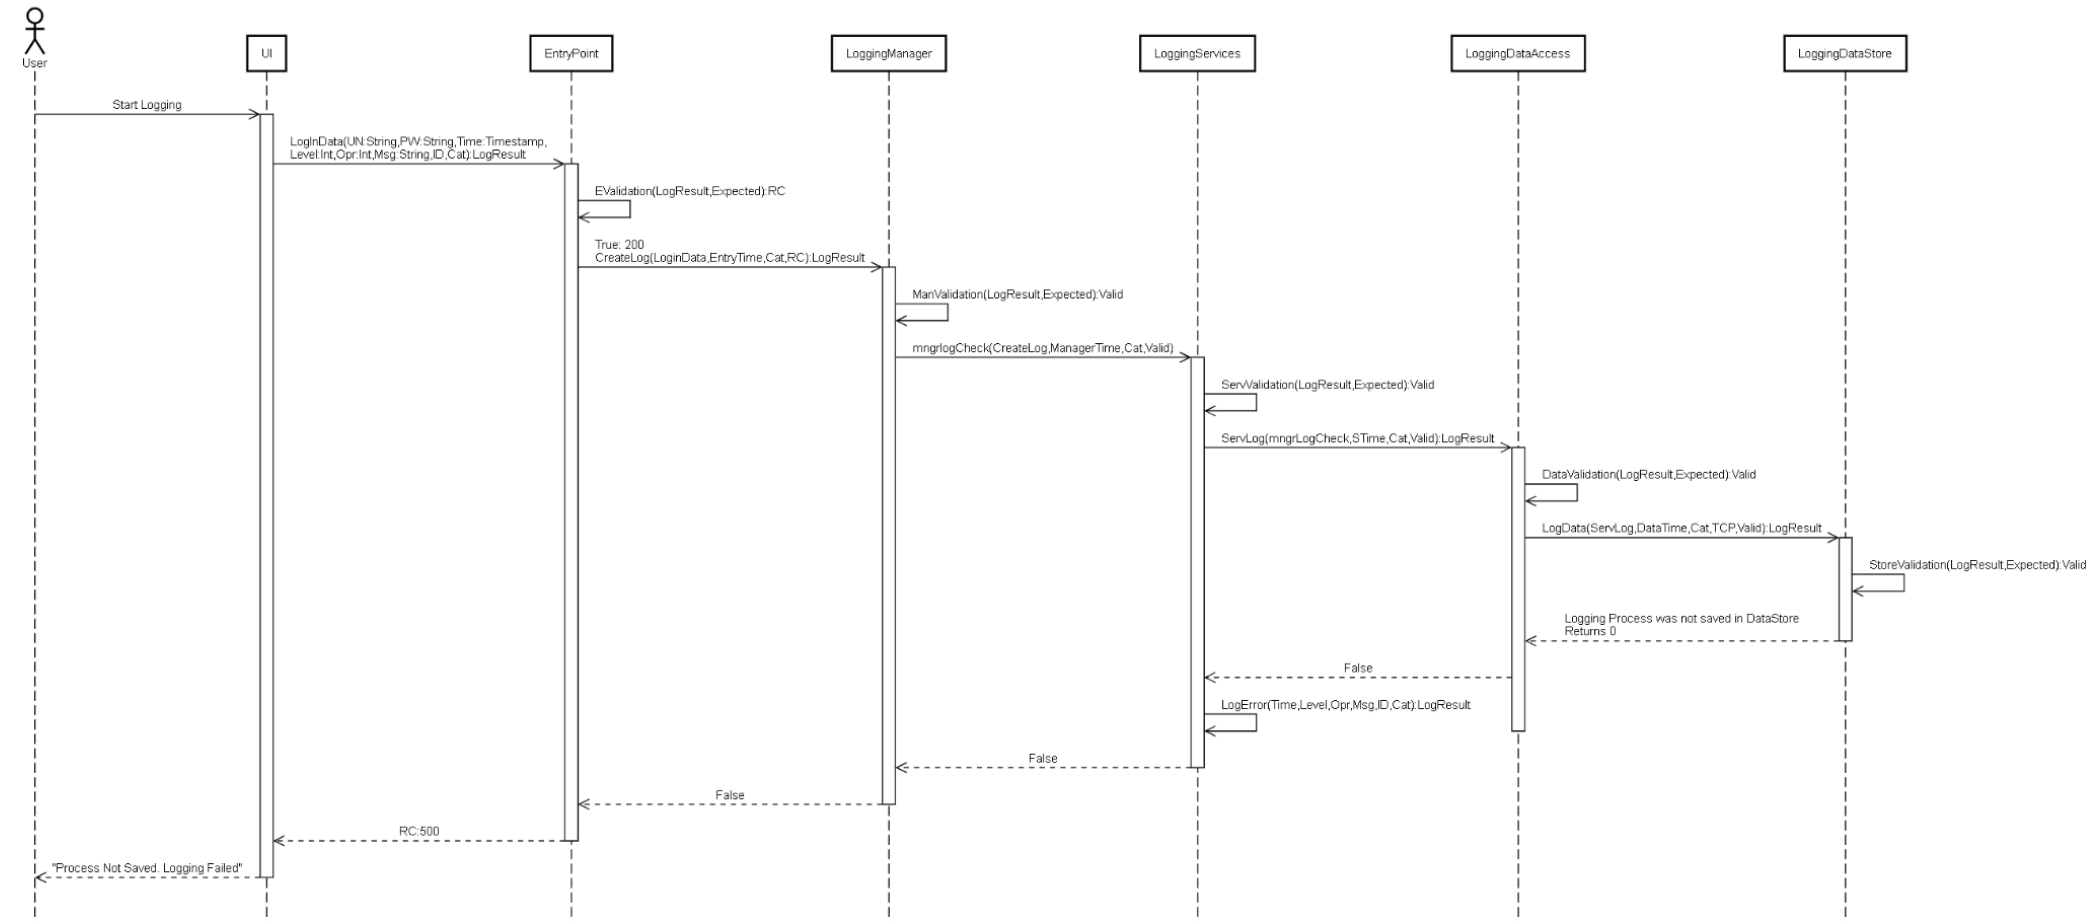 User
UI
EntryPoint
LoggingManager
LoggingServices
LoggingDataAccess
LoggingDataStore
Start Logging
LogInData(UN:String,PW:String,Time:Timestamp,
Level:Int,Opr:Int,Msg:String,ID,Cat):LogResult
EValidation(LogResult,Expected):RC
True: 200
CreateLog(LoginData,EntryTime,Cat,RC):LogResult
ManValidation(LogResult,Expected):Valid
mngrlogCheck(CreateLog,ManagerTime,Cat,Valid)
ServValidation(LogResult,Expected):Valid
ServLog(mngrLogCheck,STime,Cat,Valid):LogResult
DataValidation(LogResult,Expected):Valid
LogData(ServLog,DataTime,Cat,TCP,Valid):LogResult
StoreValidation(LogResult,Expected):Valid
Logging Process was not saved in DataStore
Returns 0
False
LogError(Time,Level,Opr,Msg,ID,Cat):LogResult
False
False
RC:500
"Process Not Saved. Logging Failed"